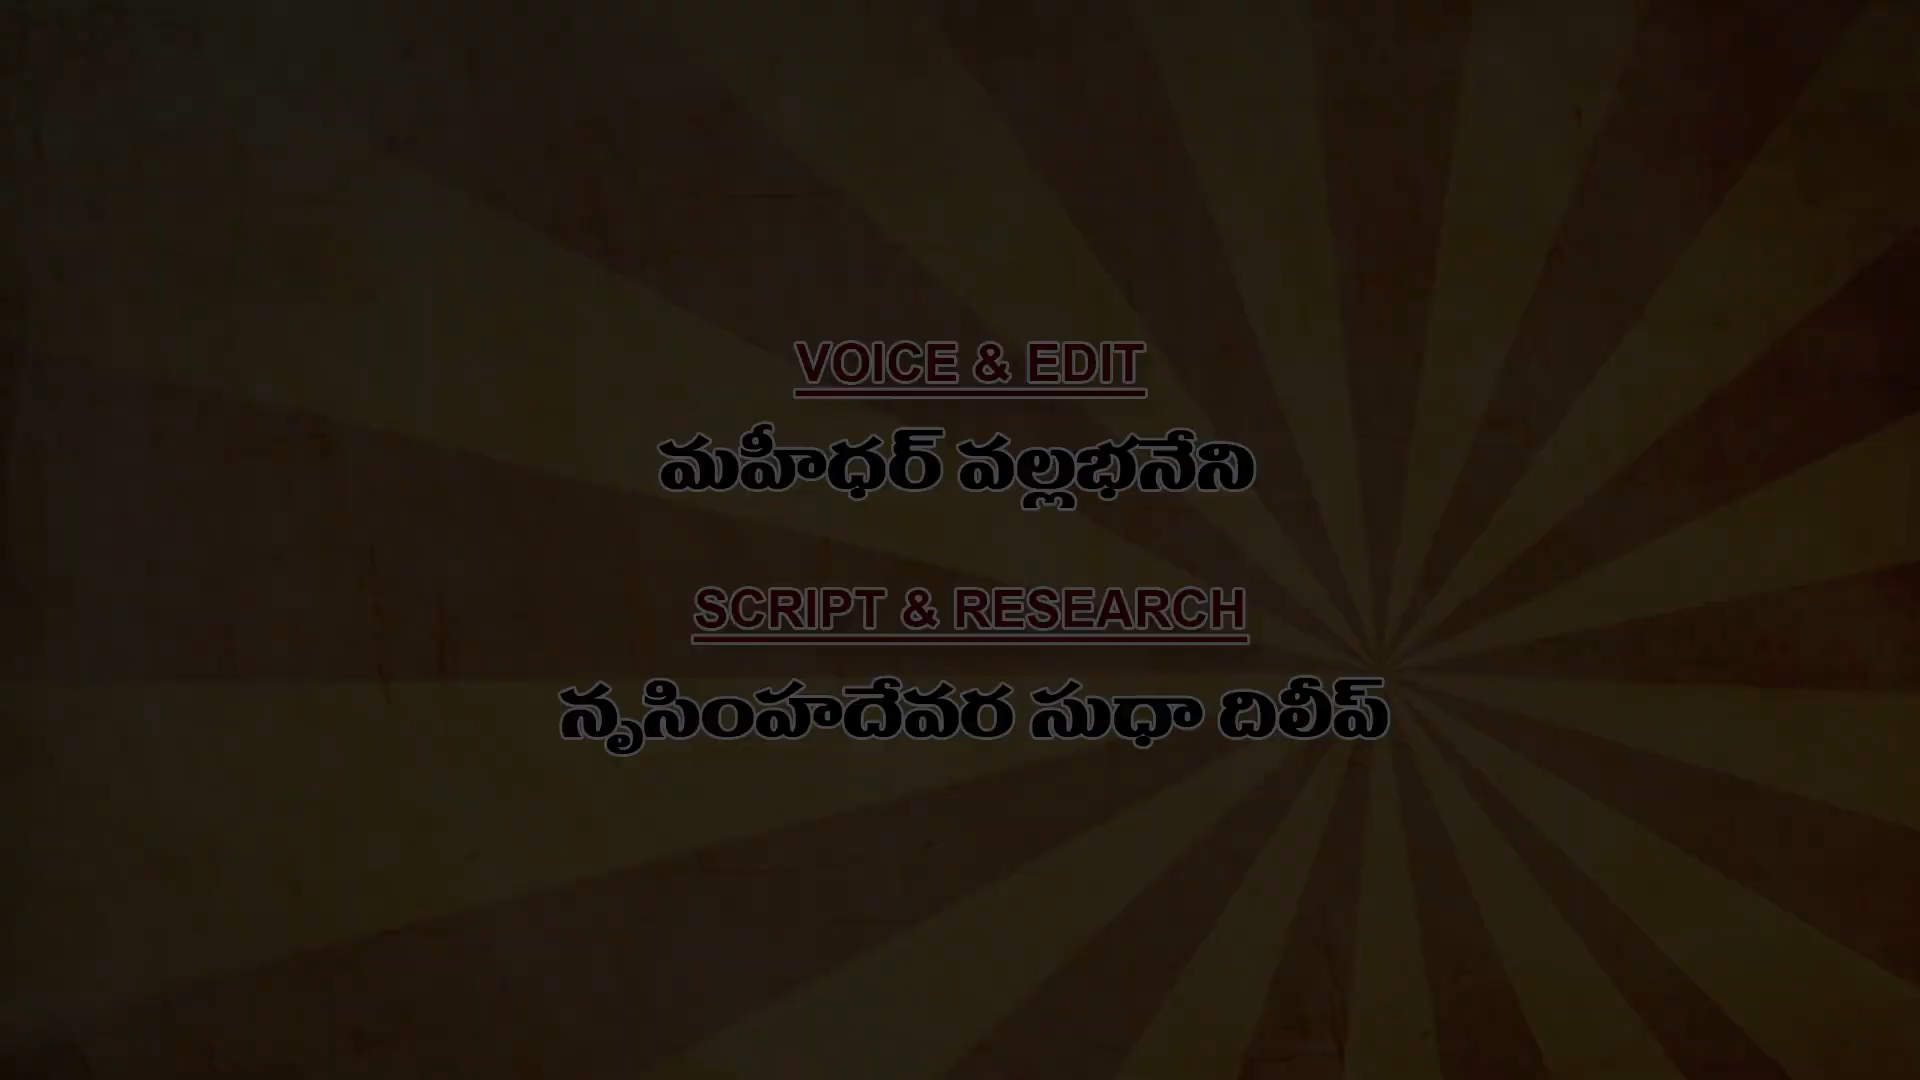 VOICE & EDIT
మహీధర్ వల్లభనేని
SCRIPT & RESEARCH
నృసింహదేవర సుధా దిలీప్